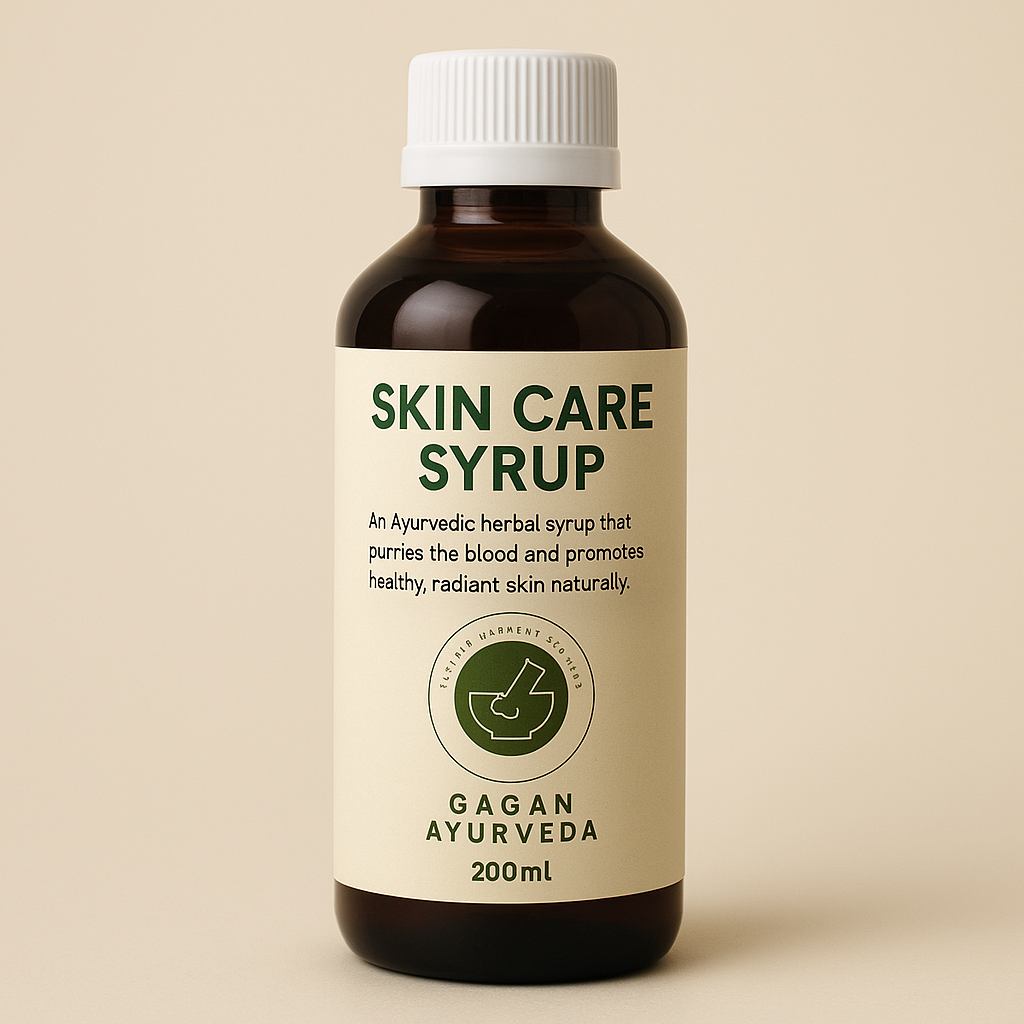 SKIN CARE
SYRUP
An Ayurvedic herbal syrup that
purries the blood and promotes
healthy, radiant skin naturally.
GAGAN
AYURVEDA
200ml